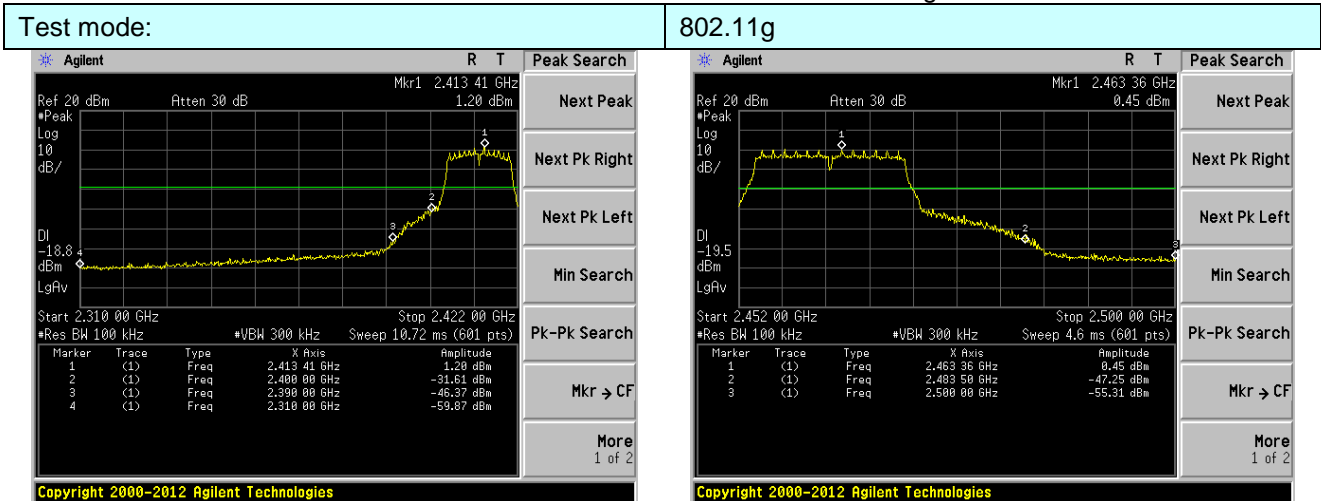 Test mode: 802.11g
Agilent R T Peak Search
Mkr1 2.413 41 GHz
Ref 20 dBm Atten 30 dB 1.20 dBm
#Peak
Log
10
dB/
1
2
3
4
DI
-18.8
dBm
LgAv
Start 2.310 00 GHz Stop 2.422 00 GHz
#Res BW 100 kHz #VBW 300 kHz Sweep 10.72 ms (601 pts)
Marker Trace Type X Axis Amplitude
1 (1) Freq 2.413 41 GHz 1.20 dBm
2 (1) Freq 2.400 00 GHz -31.61 dBm
3 (1) Freq 2.390 00 GHz -46.37 dBm
4 (1) Freq 2.310 00 GHz -59.87 dBm
Next Peak
Next Pk Right
Next Pk Left
Min Search
Pk-Pk Search
Mkr → CF
More
1 of 2
Copyright 2000-2012 Agilent Technologies
Agilent R T Peak Search
Mkr1 2.463 36 GHz
Ref 20 dBm Atten 30 dB 0.45 dBm
#Peak
Log
10
dB/
1
2
3
DI
-19.5
dBm
LgAv
Start 2.452 00 GHz Stop 2.500 00 GHz
#Res BW 100 kHz #VBW 300 kHz Sweep 4.6 ms (601 pts)
Marker Trace Type X Axis Amplitude
1 (1) Freq 2.463 36 GHz 0.45 dBm
2 (1) Freq 2.483 50 GHz -47.25 dBm
3 (1) Freq 2.500 00 GHz -55.31 dBm
Next Peak
Next Pk Right
Next Pk Left
Min Search
Pk-Pk Search
Mkr → CF
More
1 of 2
Copyright 2000-2012 Agilent Technologies